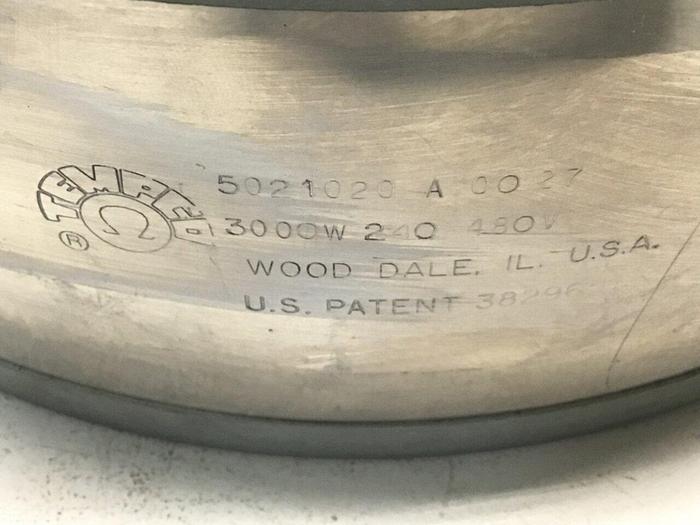 TEMPCO
®
5021020 A 0027
3000W 240 480V
WOOD DALE, IL. U.S.A.
U.S. PATENT